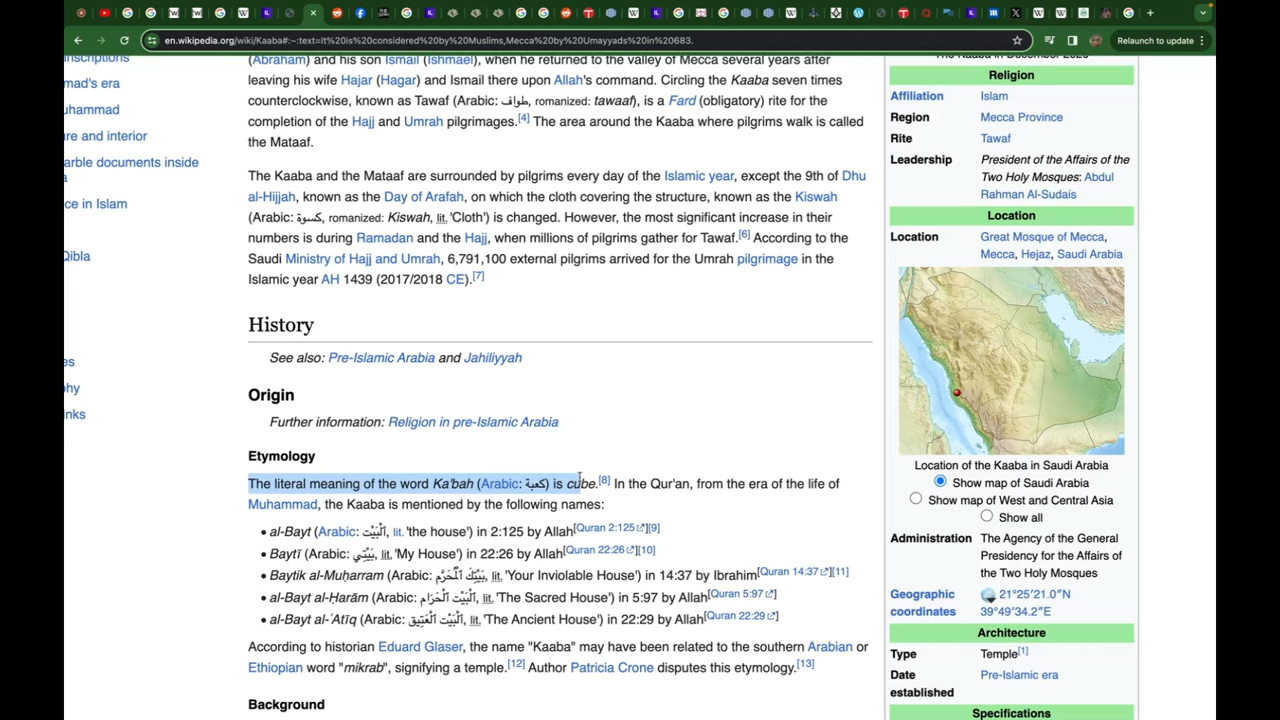 en.wikipedia.org/wiki/Kaaba#:~:text=It%20is%20considered%20by%20Muslims,Mecca%20by%20Umayyads%20in%20683.
Relaunch to update
nscriptions
mad's era
uhammad
ure and interior
arble documents inside
a
ce in Islam
Qibla
es
phy
inks
(Abraham) and his son Ismail (Ishmael), when he returned to the valley of Mecca several years after
leaving his wife Hajar (Hagar) and Ismail there upon Allah's command. Circling the Kaaba seven times
counterclockwise, known as Tawaf (Arabic: طواف, romanized: tawaaf), is a Fard (obligatory) rite for the
completion of the Hajj and Umrah pilgrimages.[4] The area around the Kaaba where pilgrims walk is called
the Mataaf.
The Kaaba and the Mataaf are surrounded by pilgrims every day of the Islamic year, except the 9th of Dhu
al-Hijjah, known as the Day of Arafah, on which the cloth covering the structure, known as the Kiswah
(Arabic: كسوة, romanized: Kiswah, lit. 'Cloth') is changed. However, the most significant increase in their
numbers is during Ramadan and the Hajj, when millions of pilgrims gather for Tawaf.[6] According to the
Saudi Ministry of Hajj and Umrah, 6,791,100 external pilgrims arrived for the Umrah pilgrimage in the
Islamic year AH 1439 (2017/2018 CE).[7]
History
See also: Pre-Islamic Arabia and Jahiliyyah
Origin
Further information: Religion in pre-Islamic Arabia
Etymology
The literal meaning of the word Ka'bah (Arabic: كعبة) is cube.[8] In the Qur'an, from the era of the life of
Muhammad, the Kaaba is mentioned by the following names:
• al-Bayt (Arabic: ٱلْبَيْت, lit. 'the house') in 2:125 by Allah[Quran 2:125][9]
• Baytī (Arabic: بَيْتِي, lit. 'My House') in 22:26 by Allah[Quran 22:26][10]
• Baytik al-Muḥarram (Arabic: بَيْتِكَ ٱلْمُحَرَّم, lit. 'Your Inviolable House') in 14:37 by Ibrahim[Quran 14:37][11]
• al-Bayt al-Ḥarām (Arabic: ٱلْبَيْت ٱلْحَرَام, lit. 'The Sacred House') in 5:97 by Allah[Quran 5:97]
• al-Bayt al-ʿAtīq (Arabic: ٱلْبَيْت ٱلْعَتِيق, lit. 'The Ancient House') in 22:29 by Allah[Quran 22:29]
According to historian Eduard Glaser, the name "Kaaba" may have been related to the southern Arabian or
Ethiopian word "mikrab", signifying a temple.[12] Author Patricia Crone disputes this etymology.[13]
Background
Religion
Affiliation Islam
Region Mecca Province
Rite Tawaf
Leadership President of the Affairs of the
Two Holy Mosques: Abdul
Rahman Al-Sudais
Location
Location Great Mosque of Mecca,
Mecca, Hejaz, Saudi Arabia
Location of the Kaaba in Saudi Arabia
Show map of Saudi Arabia
Show map of West and Central Asia
Show all
Administration The Agency of the General
Presidency for the Affairs of
the Two Holy Mosques
Geographic 21°25′21.0″N
coordinates 39°49′34.2″E
Architecture
Type Temple[1]
Date Pre-Islamic era
established
Specifications